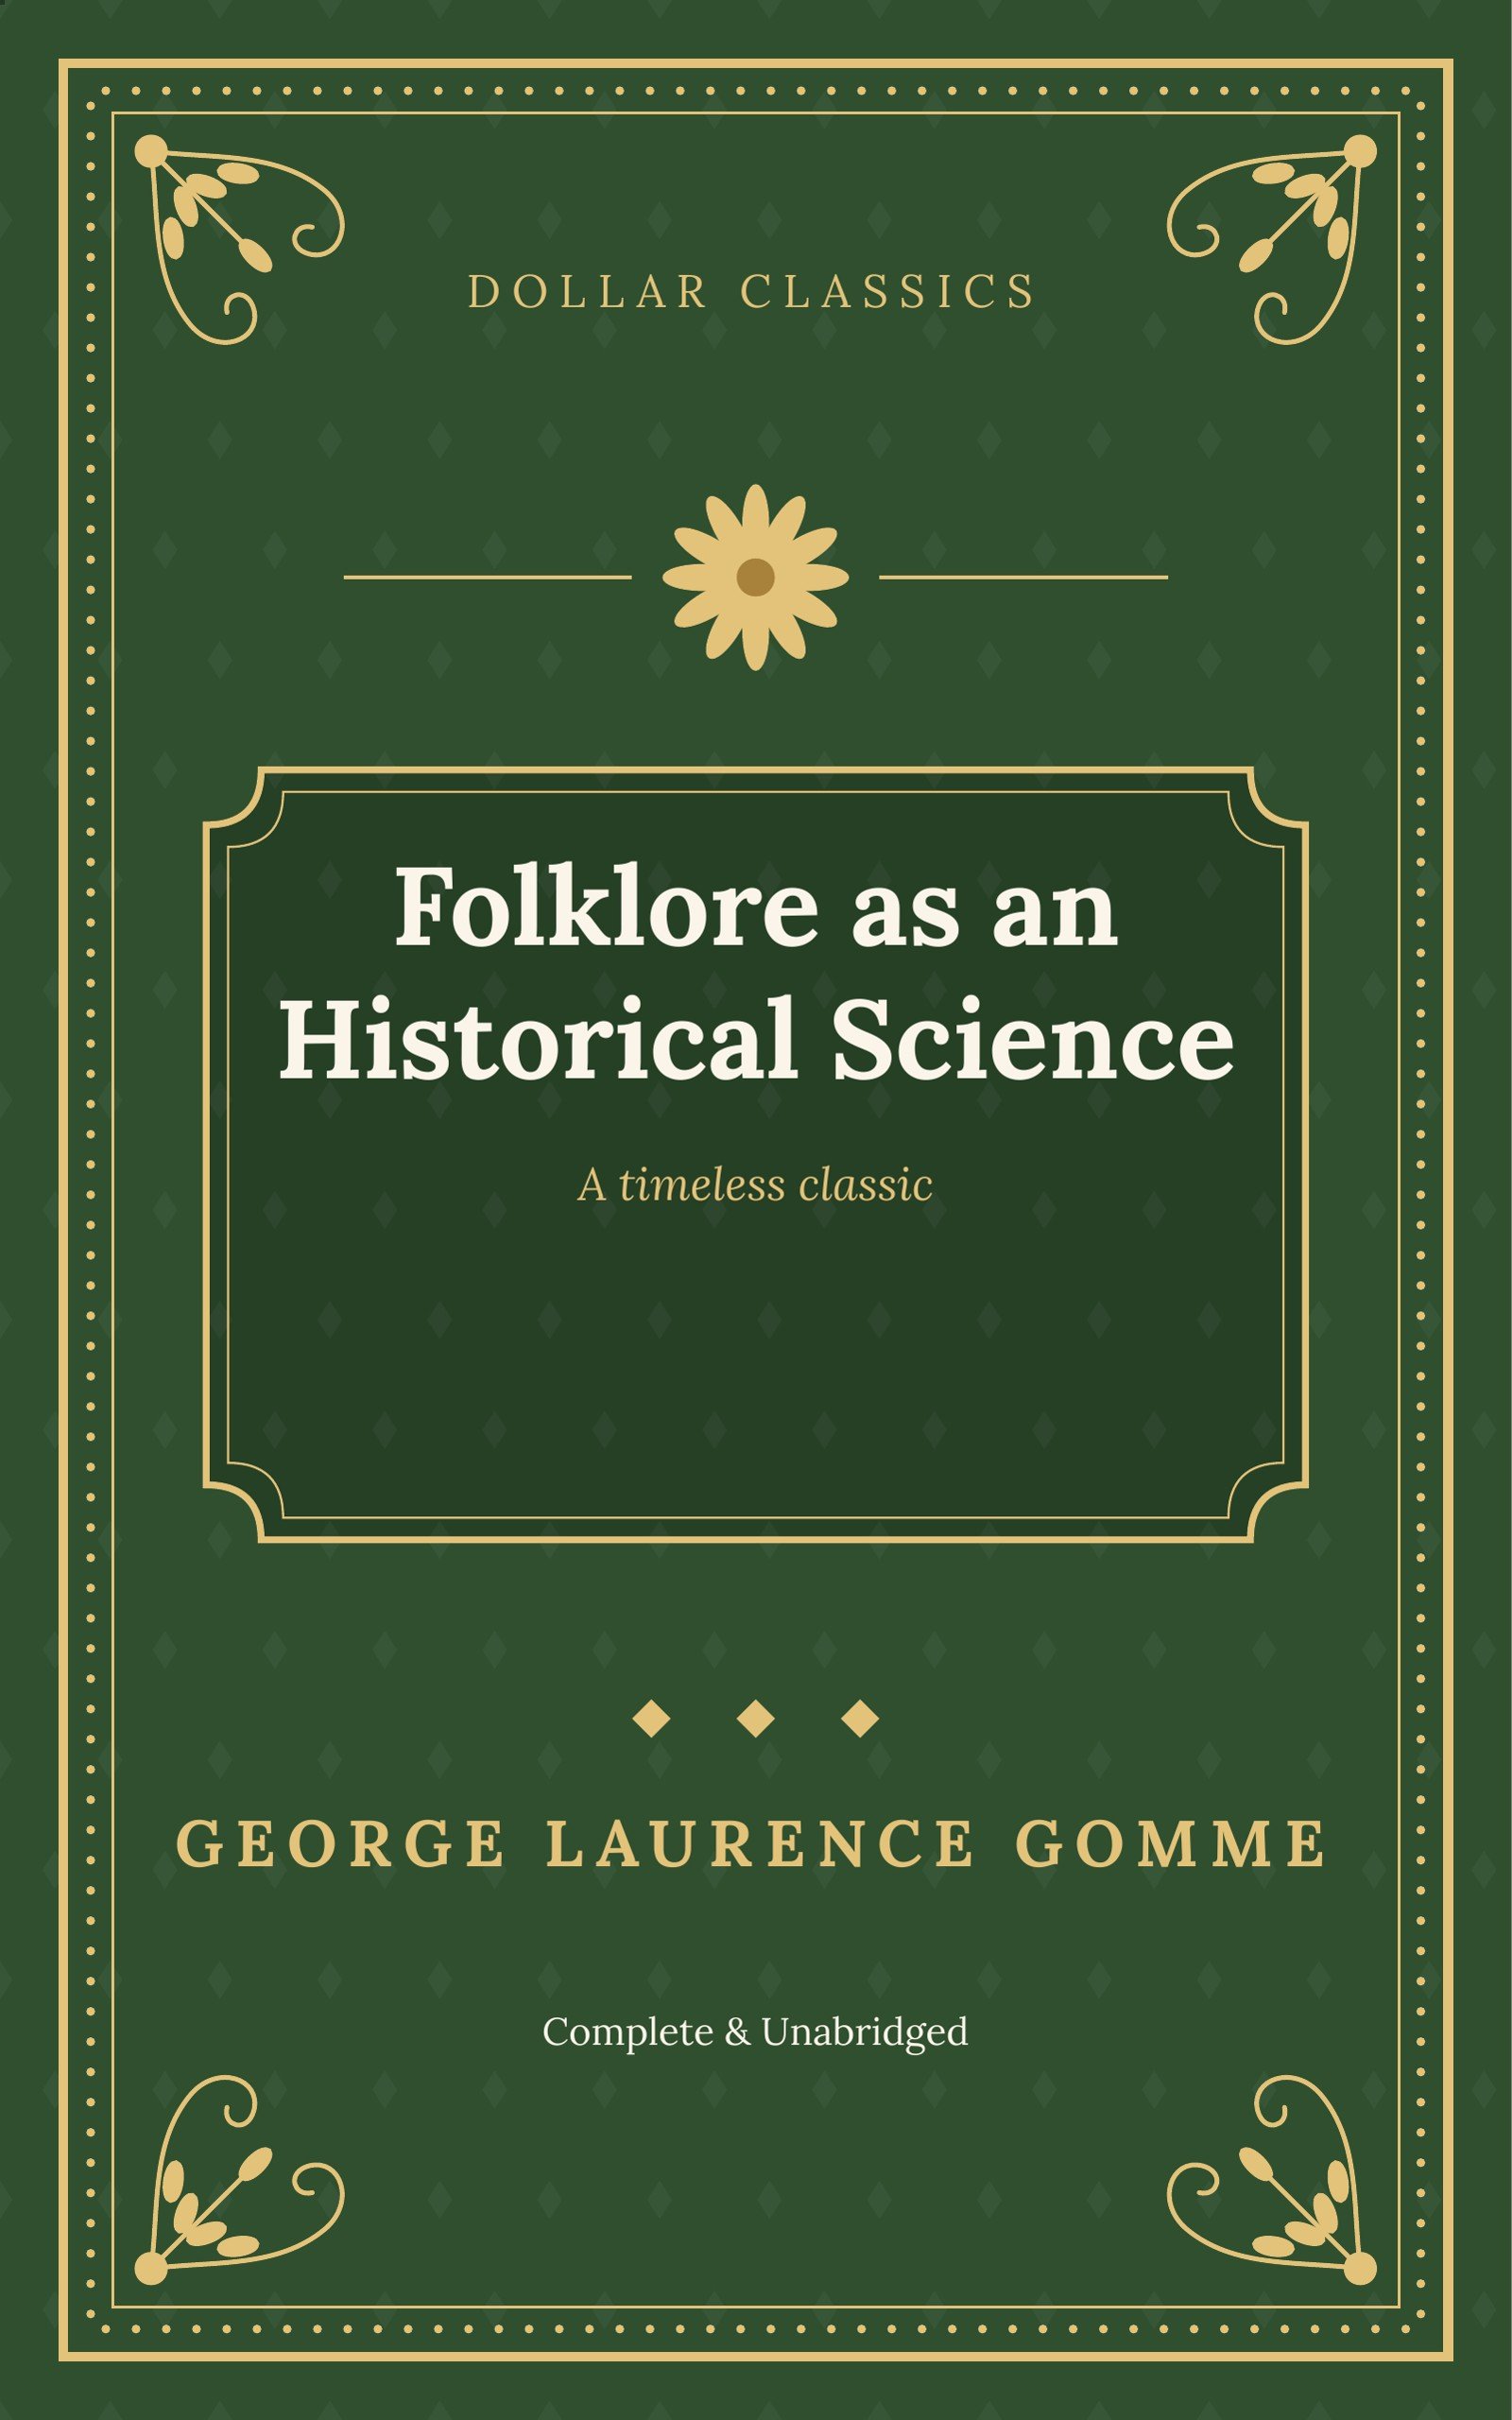 DOLLAR CLASSICS
Folklore as an
Historical Science
A timeless classic
GEORGE LAURENCE GOMME
Complete & Unabridged